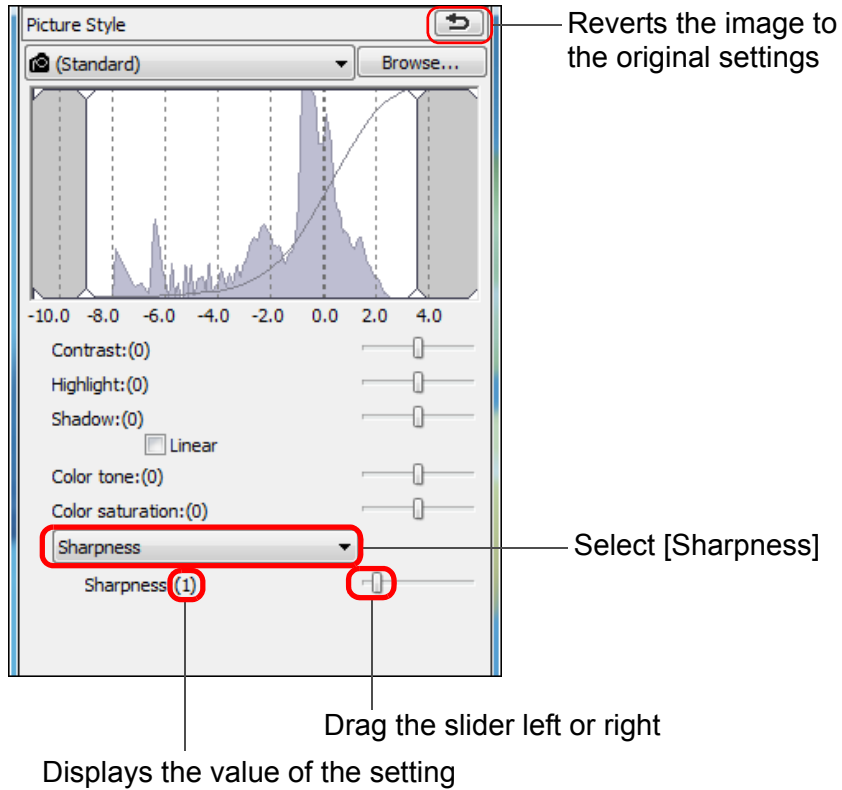 Picture Style
Reverts the image to
the original settings
(Standard)
Browse...
-10.0 -8.0 -6.0 -4.0 -2.0 0.0 2.0 4.0
Contrast:(0)
Highlight:(0)
Shadow:(0)
Linear
Color tone:(0)
Color saturation:(0)
Sharpness
Select [Sharpness]
Sharpness:(1)
Drag the slider left or right
Displays the value of the setting